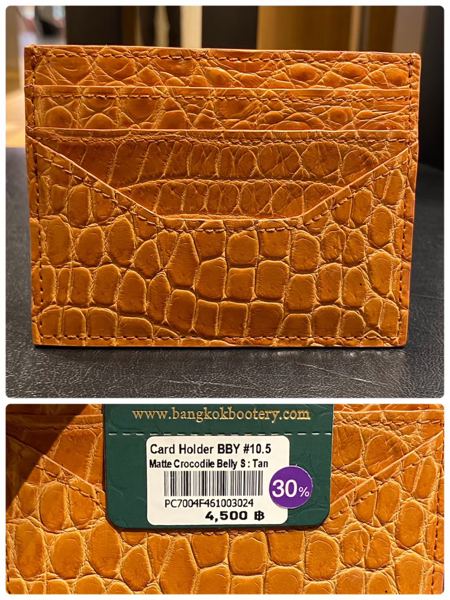 www.bangkokbootery.com
Card Holder BBY #10.5
Matte Crocodile Belly S : Tan
PC7004F461003024
4,500 ฿
30%